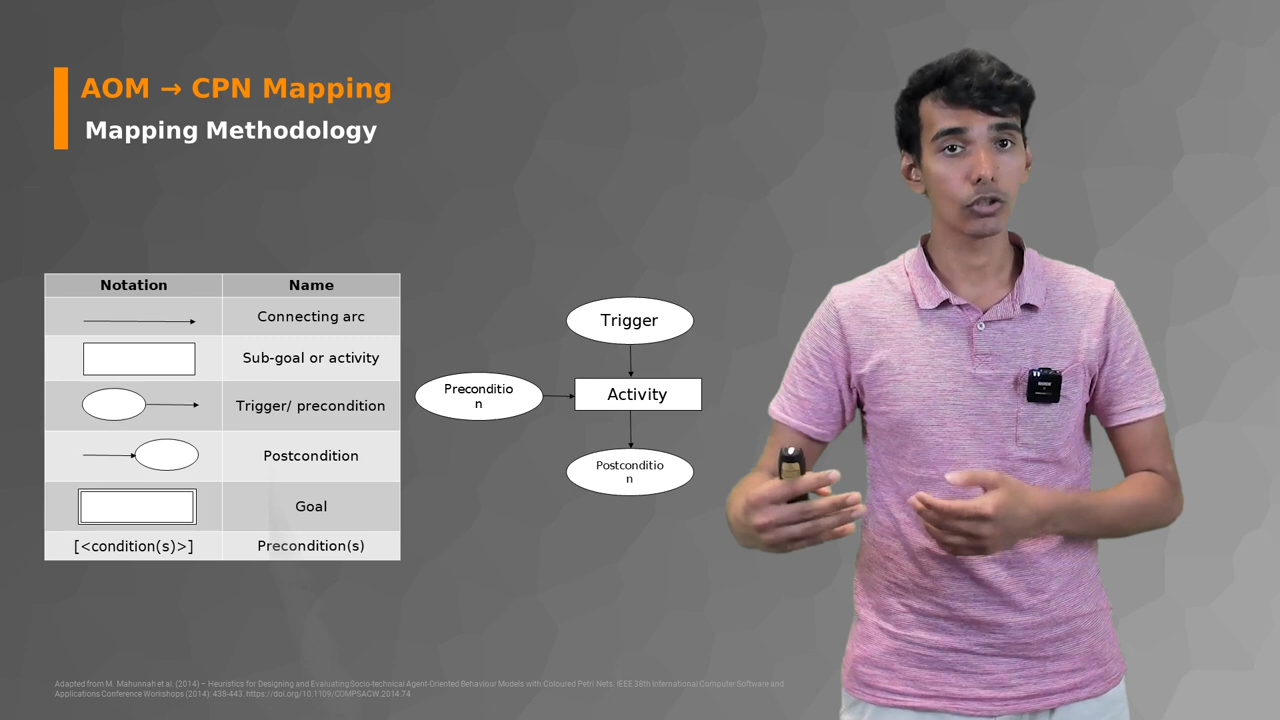 AOM → CPN Mapping
Mapping Methodology
Notation Name
Connecting arc
Sub-goal or activity
Trigger/ precondition
Postcondition
Goal
[<condition(s)>] Precondition(s)
Trigger
Preconditio
n
Activity
Postconditio
n
Adapted from M. Mahunnah et al. (2014) – Heuristics for Designing and Evaluating Socio-technical Agent-Oriented Behaviour Models with Coloured Petri Nets. IEEE 38th International Computer Software and
Applications Conference Workshops (2014): 438-443. https://doi.org/10.1109/COMPSACW.2014.74